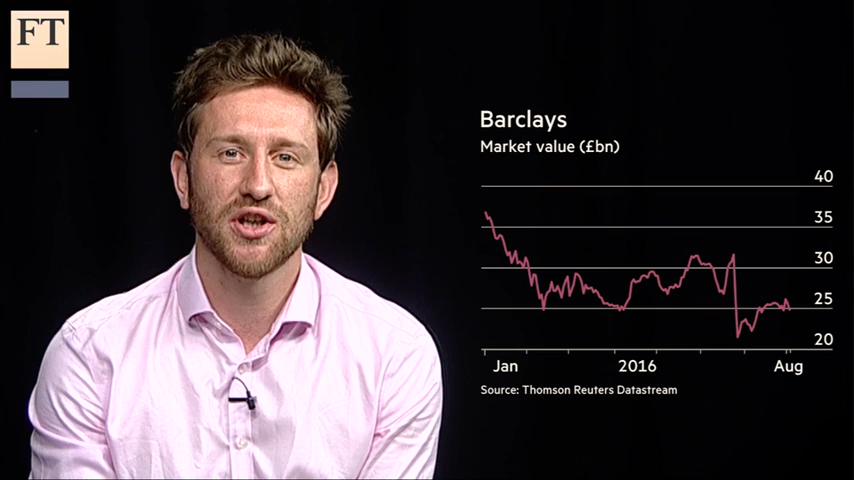 FT
Barclays
Market value (£bn)
40
35
30
25
20
Jan 2016 Aug
Source: Thomson Reuters Datastream